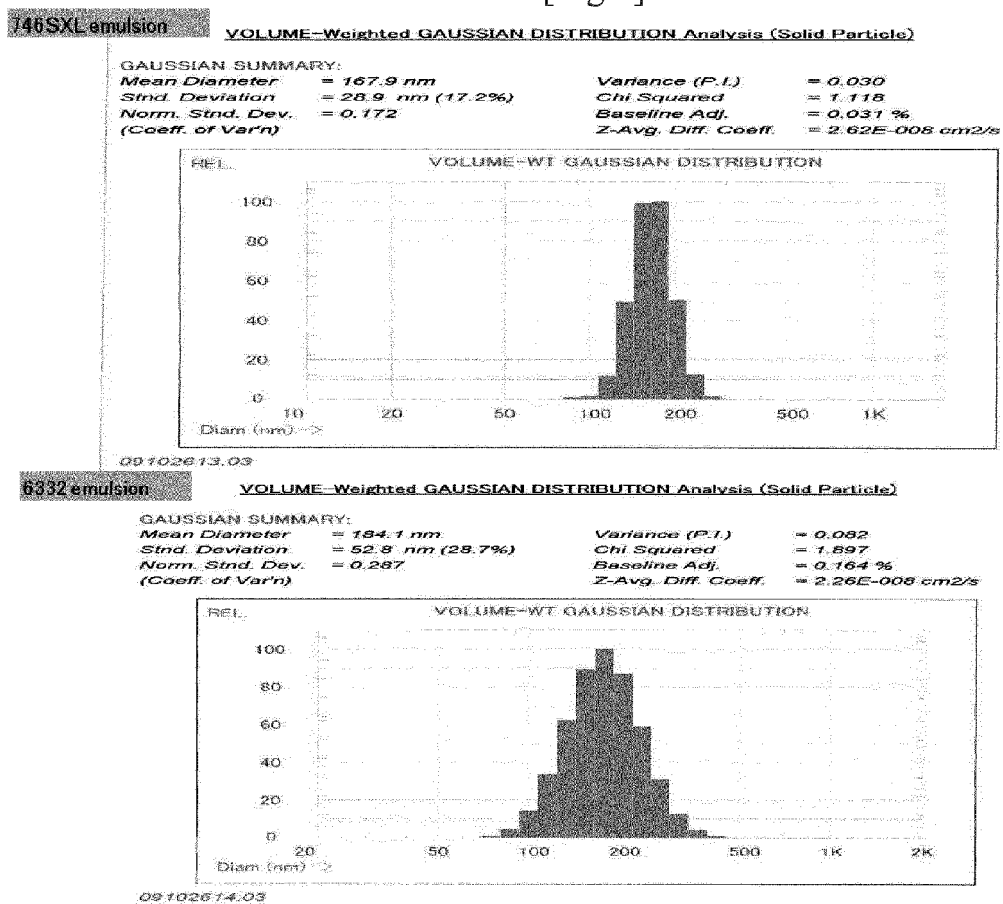 746SXL emulsion
VOLUME-Weighted GAUSSIAN DISTRIBUTION Analysis (Solid Particle)
GAUSSIAN SUMMARY:
Mean Diameter = 167.9 nm Variance (P.I.) = 0.030
Stnd. Deviation = 28.9 nm (17.2%) Chi Squared = 1.118
Norm. Stnd. Dev. = 0.172 Baseline Adj. = 0.031 %
(Coeff. of Var'n) Z-Avg. Diff. Coeff. = 2.62E-008 cm2/s
REL. VOLUME-WT GAUSSIAN DISTRIBUTION
100
80
60
40
20
0
10 20 50 100 200 500 1K
Diam (nm) ->
09102613.03
6332 emulsion
VOLUME-Weighted GAUSSIAN DISTRIBUTION Analysis (Solid Particle)
GAUSSIAN SUMMARY:
Mean Diameter = 184.1 nm Variance (P.I.) = 0.082
Stnd. Deviation = 52.8 nm (28.7%) Chi Squared = 1.897
Norm. Stnd. Dev. = 0.287 Baseline Adj. = 0.164 %
(Coeff. of Var'n) Z-Avg. Diff. Coeff. = 2.26E-008 cm2/s
REL. VOLUME-WT GAUSSIAN DISTRIBUTION
100
80
60
40
20
0
20 50 100 200 500 1K 2K
Diam (nm) ->
09102614.03